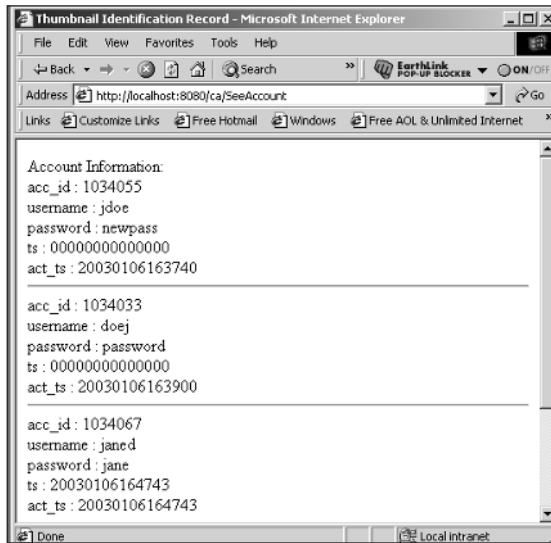 Thumbnail Identification Record - Microsoft Internet Explorer
File Edit View Favorites Tools Help
Back Search » EarthLink POP-UP BLOCKER ON/OFF
Address http://localhost:8080/ca/SeeAccount Go
Links Customize Links Free Hotmail Windows Free AOL & Unlimited Internet »
Account Information:
acc_id : 1034055
username : jdoe
password : newpass
ts : 00000000000000
act_ts : 20030106163740
acc_id : 1034033
username : doej
password : password
ts : 00000000000000
act_ts : 20030106163900
acc_id : 1034067
username : janed
password : jane
ts : 20030106164743
act_ts : 20030106164743
Done Local intranet